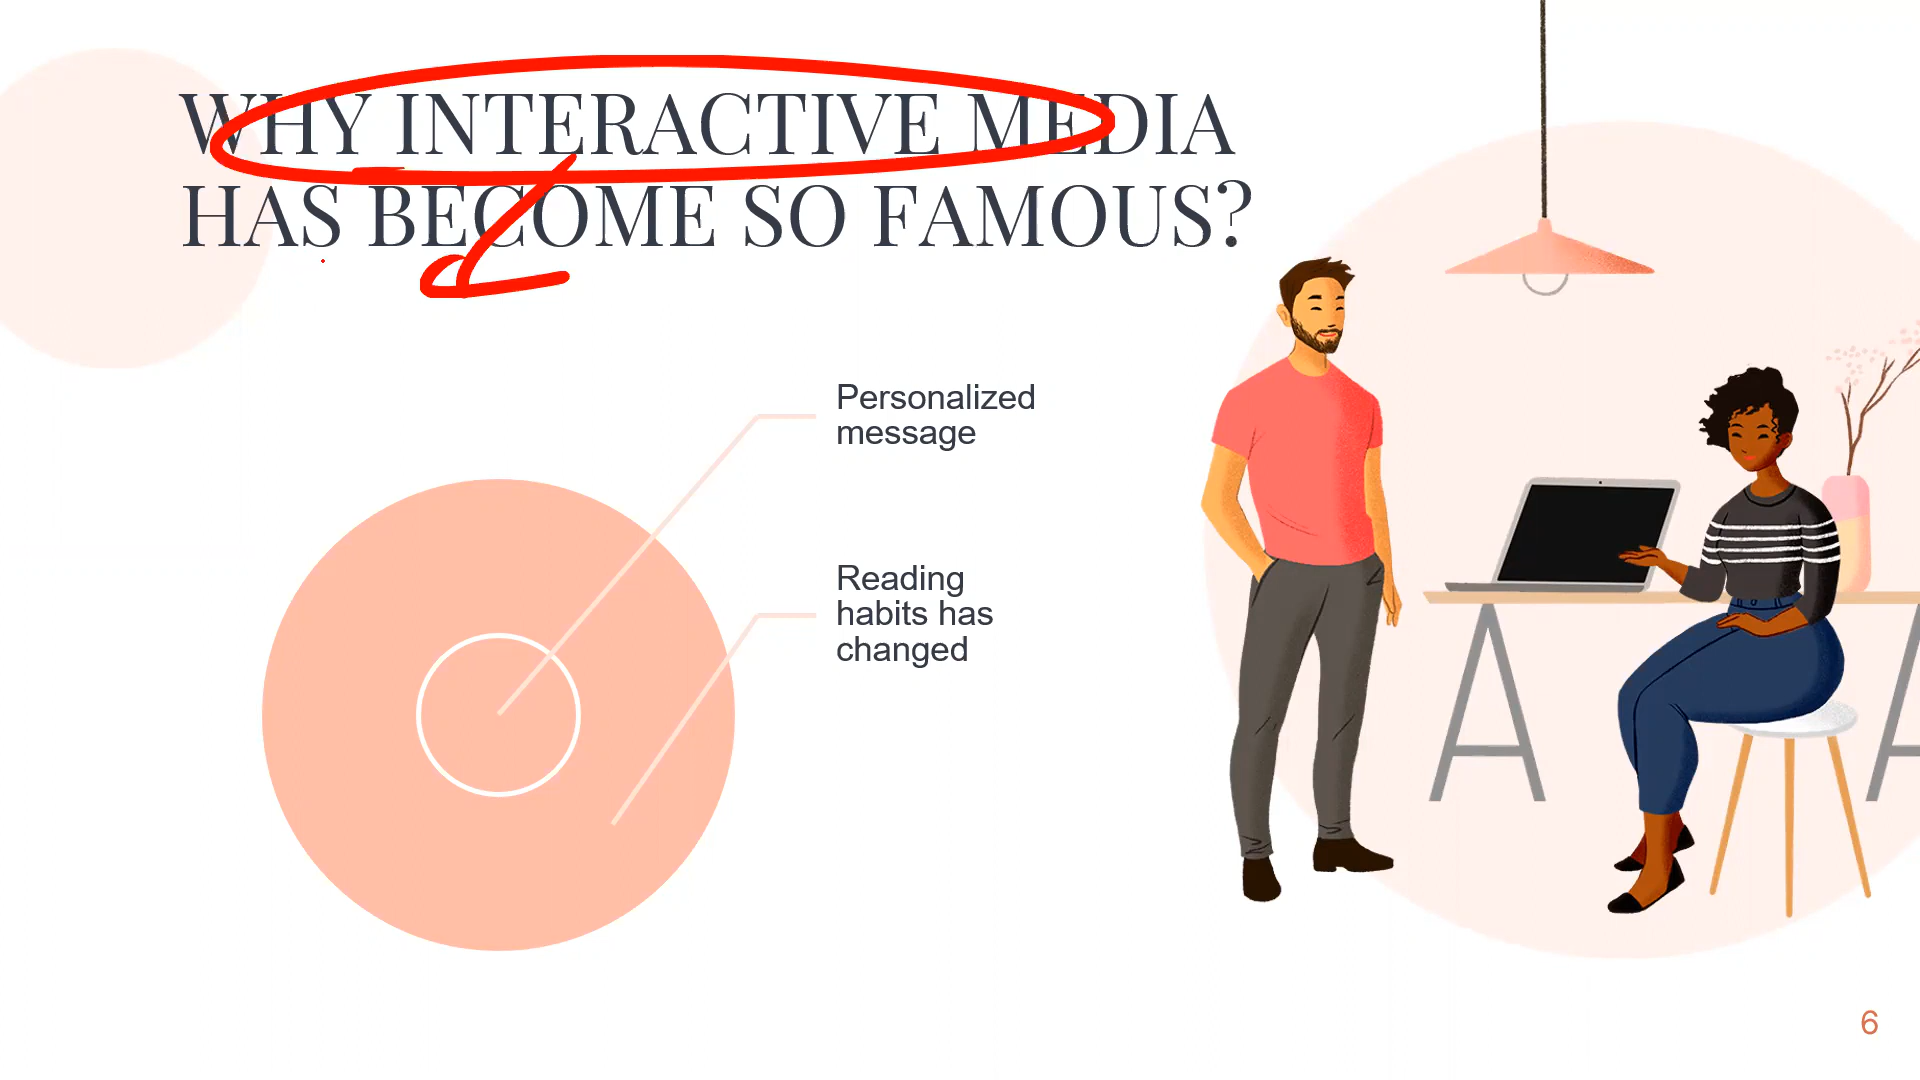 WHY INTERACTIVE MEDIA
HAS BECOME SO FAMOUS?
Personalized
message
Reading
habits has
changed
6